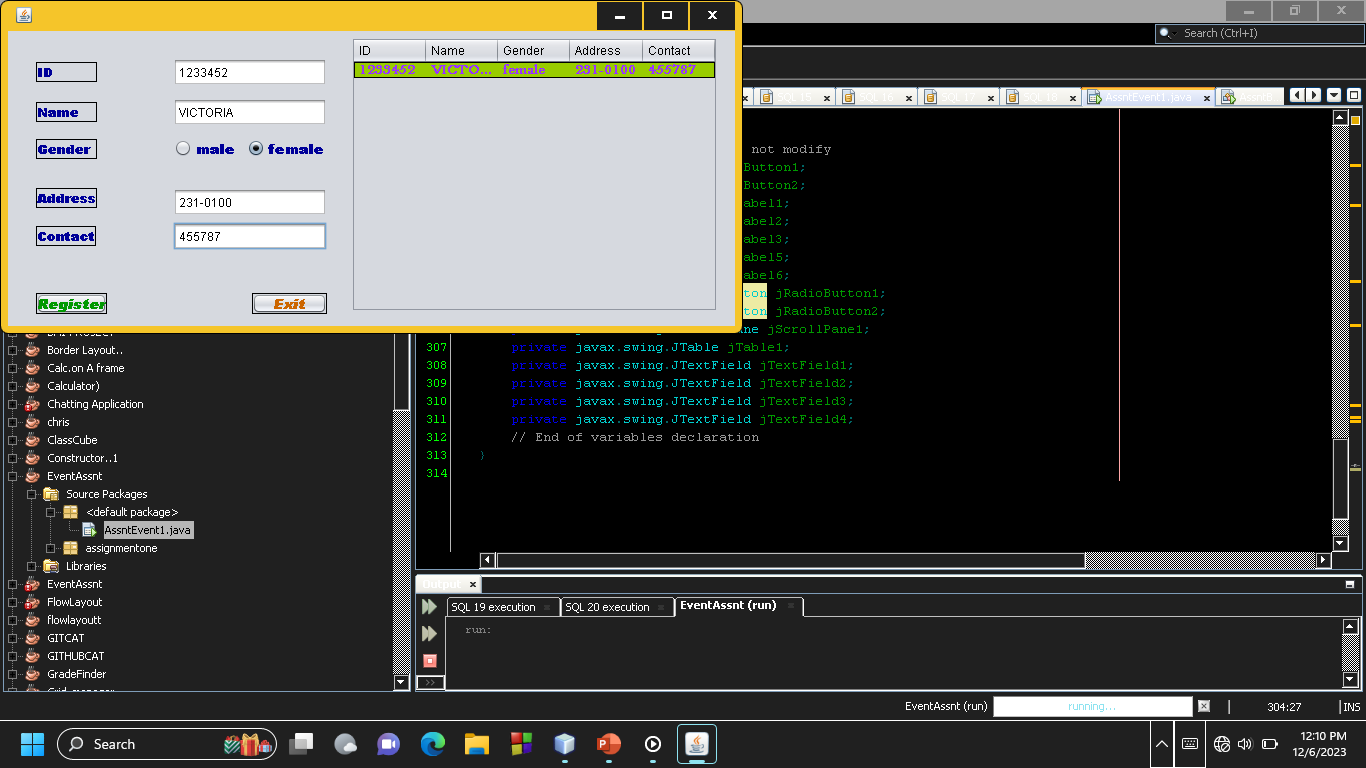 ID
1233452
Name
VICTORIA
Gender
male
female
Address
231-0100
Contact
455787
Register
Exit
ID Name Gender Address Contact
1233452 VICTO... female 231-0100 455787
Search (Ctrl+I)
AssntEvent1.java
not modify
Button1;
Button2;
abel1;
abel2;
abel3;
abel5;
abel6;
ton jRadioButton1;
ton jRadioButton2;
ne jScrollPane1;
307 private javax.swing.JTable jTable1;
308 private javax.swing.JTextField jTextField1;
309 private javax.swing.JTextField jTextField2;
310 private javax.swing.JTextField jTextField3;
311 private javax.swing.JTextField jTextField4;
312 // End of variables declaration
313 }
314
Border Layout..
Calc.on A frame
Calculator)
Chatting Application
chris
ClassCube
Constructor..1
EventAssnt
Source Packages
<default package>
AssntEvent1.java
assignmentone
Libraries
EventAssnt
FlowLayout
flowlayoutt
GITCAT
GITHUBCAT
GradeFinder
Output
SQL 19 execution
SQL 20 execution
EventAssnt (run)
run:
EventAssnt (run)
running...
304:27
INS
Search
12:10 PM
12/6/2023